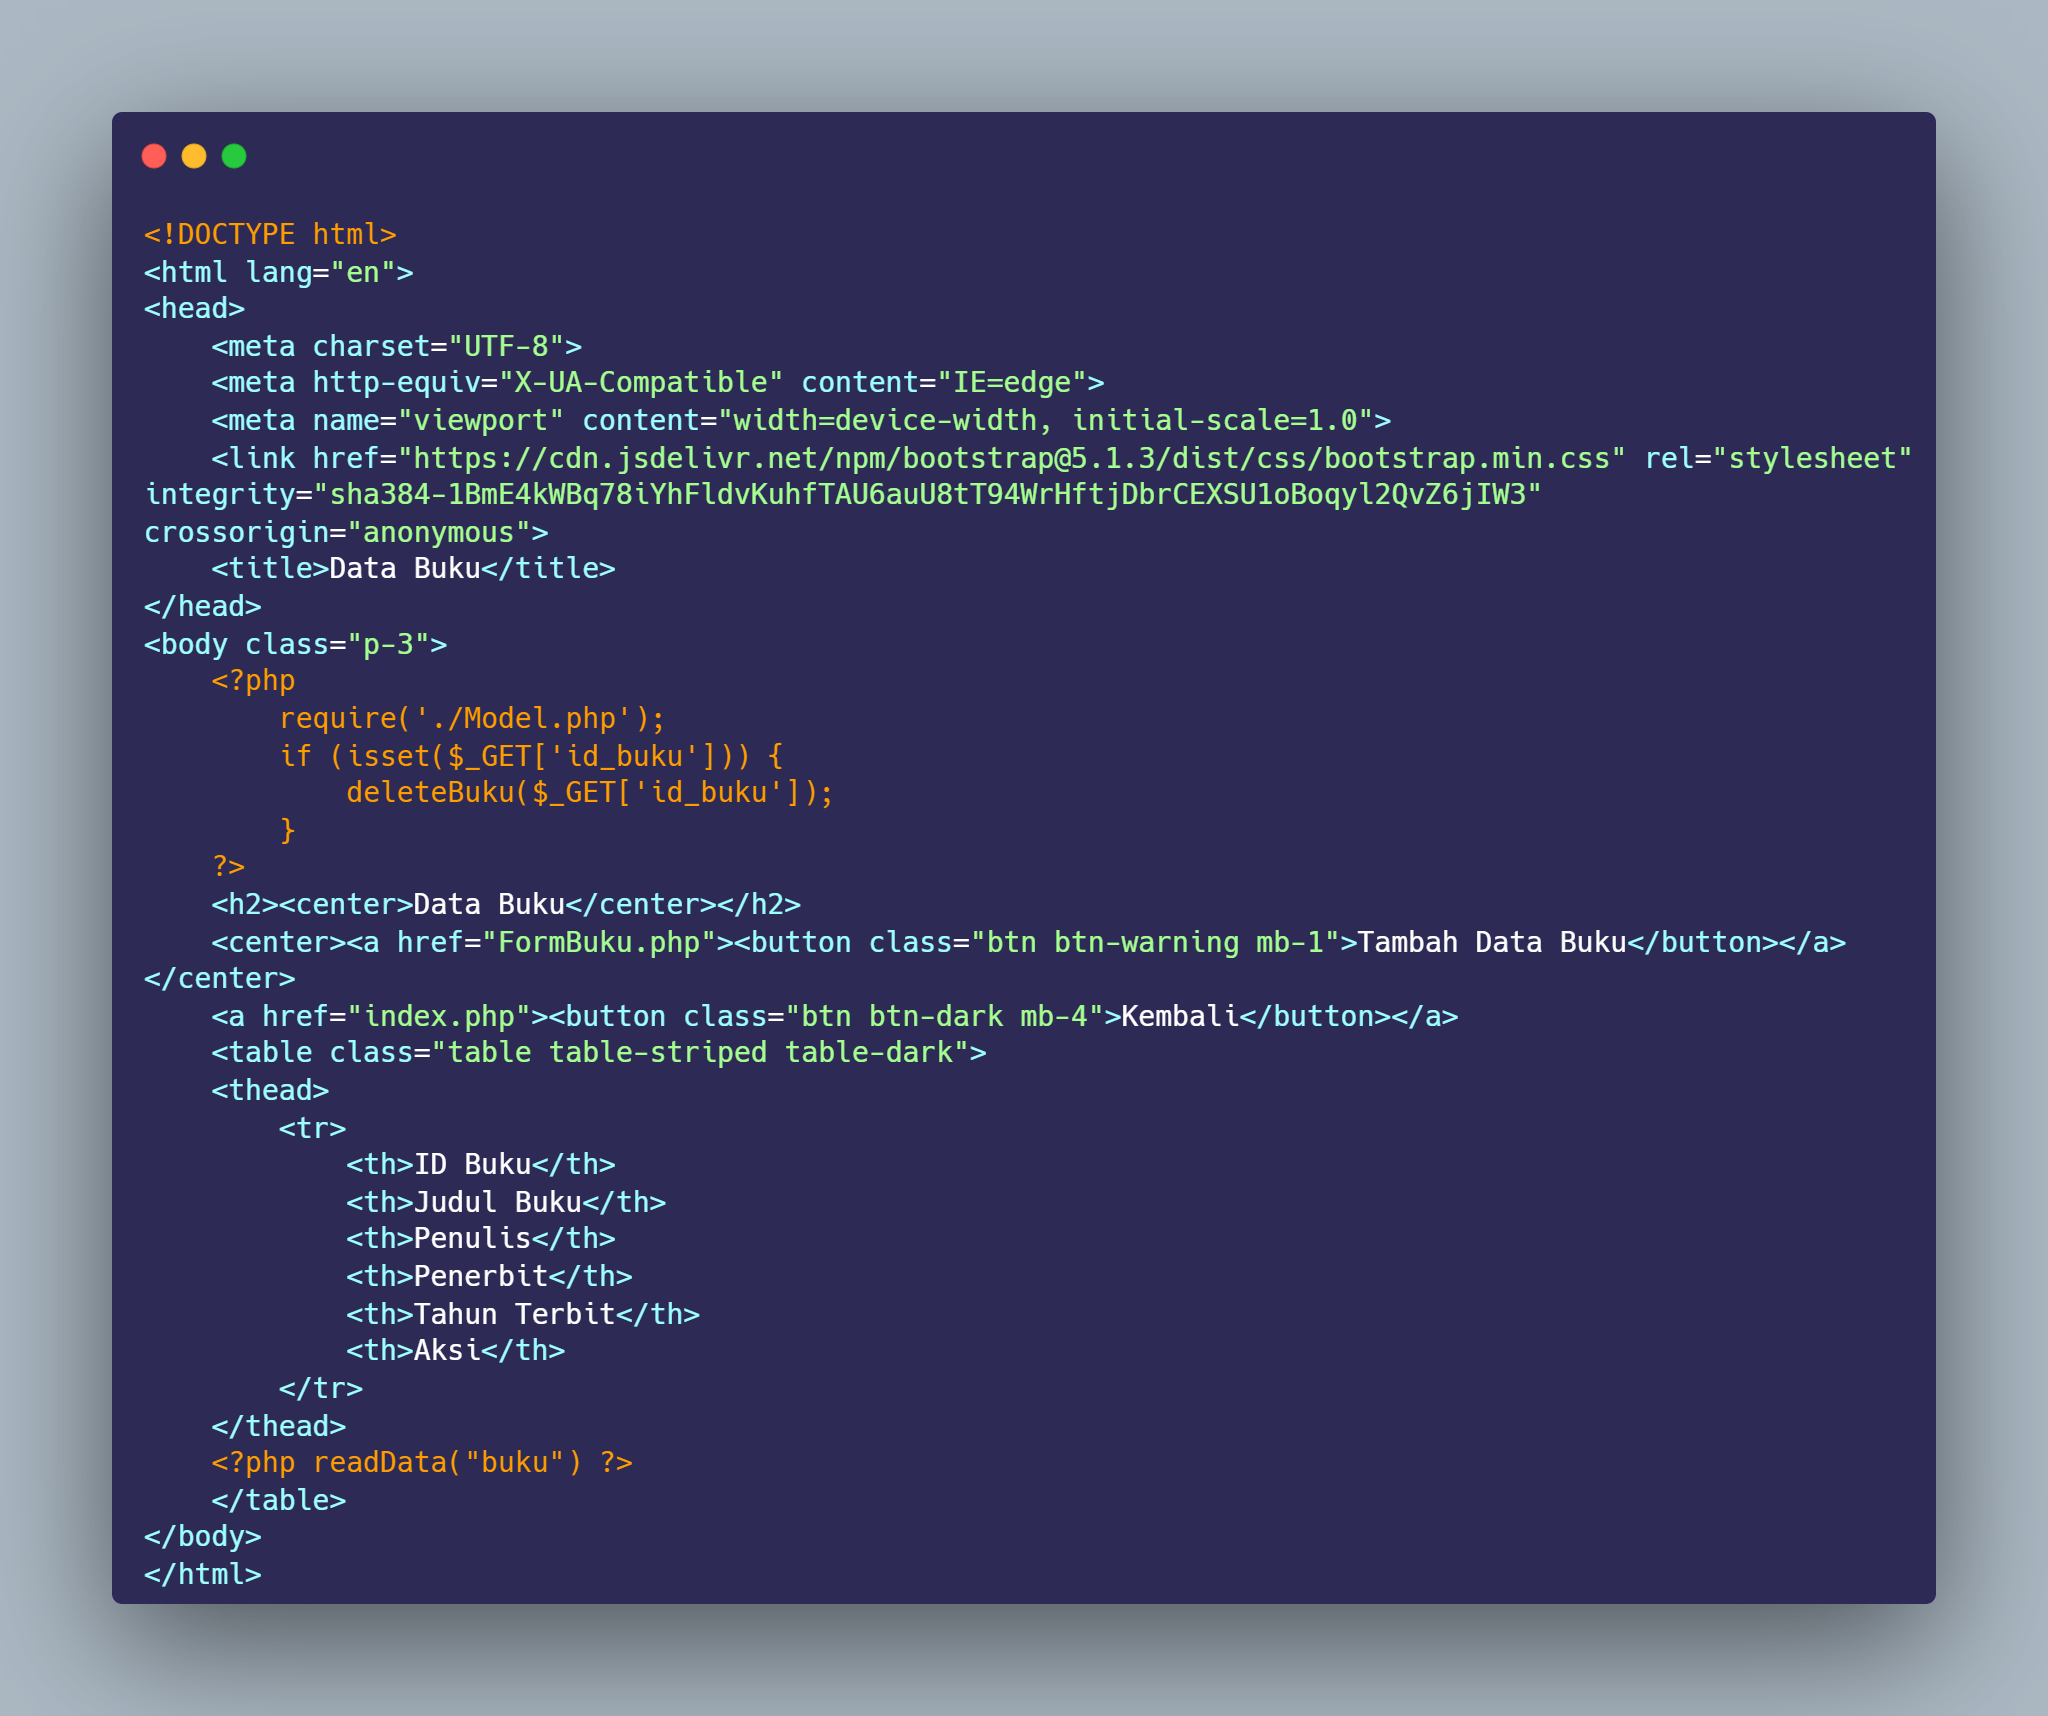 <!DOCTYPE html>
<html lang="en">
<head>
    <meta charset="UTF-8">
    <meta http-equiv="X-UA-Compatible" content="IE=edge">
    <meta name="viewport" content="width=device-width, initial-scale=1.0">
    <link href="https://cdn.jsdelivr.net/npm/bootstrap@5.1.3/dist/css/bootstrap.min.css" rel="stylesheet"
integrity="sha384-1BmE4kWBq78iYhFldvKuhfTAU6auU8tT94WrHftjDbrCEXSU1oBoqyl2QvZ6jIW3"
crossorigin="anonymous">
    <title>Data Buku</title>
</head>
<body class="p-3">
    <?php
        require('./Model.php');
        if (isset($_GET['id_buku'])) {
            deleteBuku($_GET['id_buku']);
        }
    ?>
    <h2><center>Data Buku</center></h2>
    <center><a href="FormBuku.php"><button class="btn btn-warning mb-1">Tambah Data Buku</button></a>
</center>
    <a href="index.php"><button class="btn btn-dark mb-4">Kembali</button></a>
    <table class="table table-striped table-dark">
    <thead>
        <tr>
            <th>ID Buku</th>
            <th>Judul Buku</th>
            <th>Penulis</th>
            <th>Penerbit</th>
            <th>Tahun Terbit</th>
            <th>Aksi</th>
        </tr>
    </thead>
    <?php readData("buku") ?>
    </table>
</body>
</html>